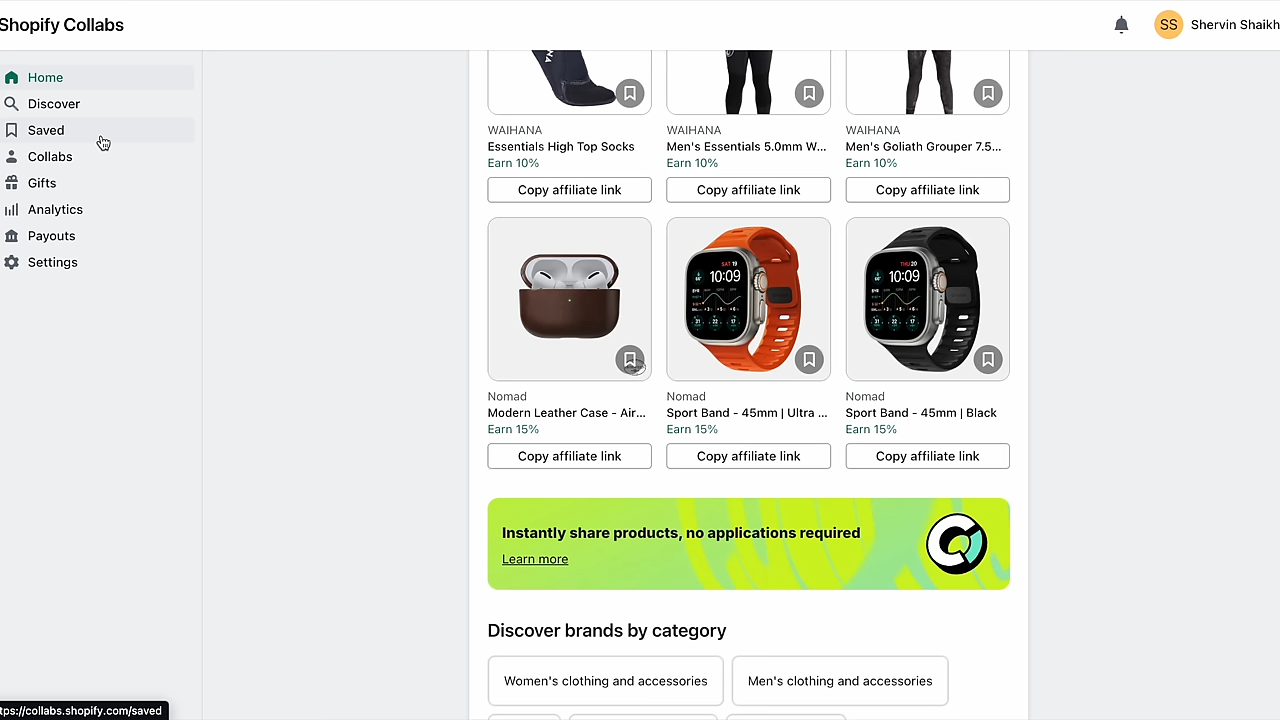 Shopify Collabs
SS
Shervin Shaikh
Home
Discover
Saved
Collabs
Gifts
Analytics
Payouts
Settings
WAIHANA
Essentials High Top Socks
Earn 10%
Copy affiliate link
WAIHANA
Men's Essentials 5.0mm W...
Earn 10%
Copy affiliate link
WAIHANA
Men's Goliath Grouper 7.5...
Earn 10%
Copy affiliate link
SAT 19
10:09
THU 20
10:09
Nomad
Modern Leather Case - Air...
Earn 15%
Copy affiliate link
Nomad
Sport Band - 45mm | Ultra ...
Earn 15%
Copy affiliate link
Nomad
Sport Band - 45mm | Black
Earn 15%
Copy affiliate link
Instantly share products, no applications required
Learn more
Discover brands by category
Women's clothing and accessories
Men's clothing and accessories
tps://collabs.shopify.com/saved